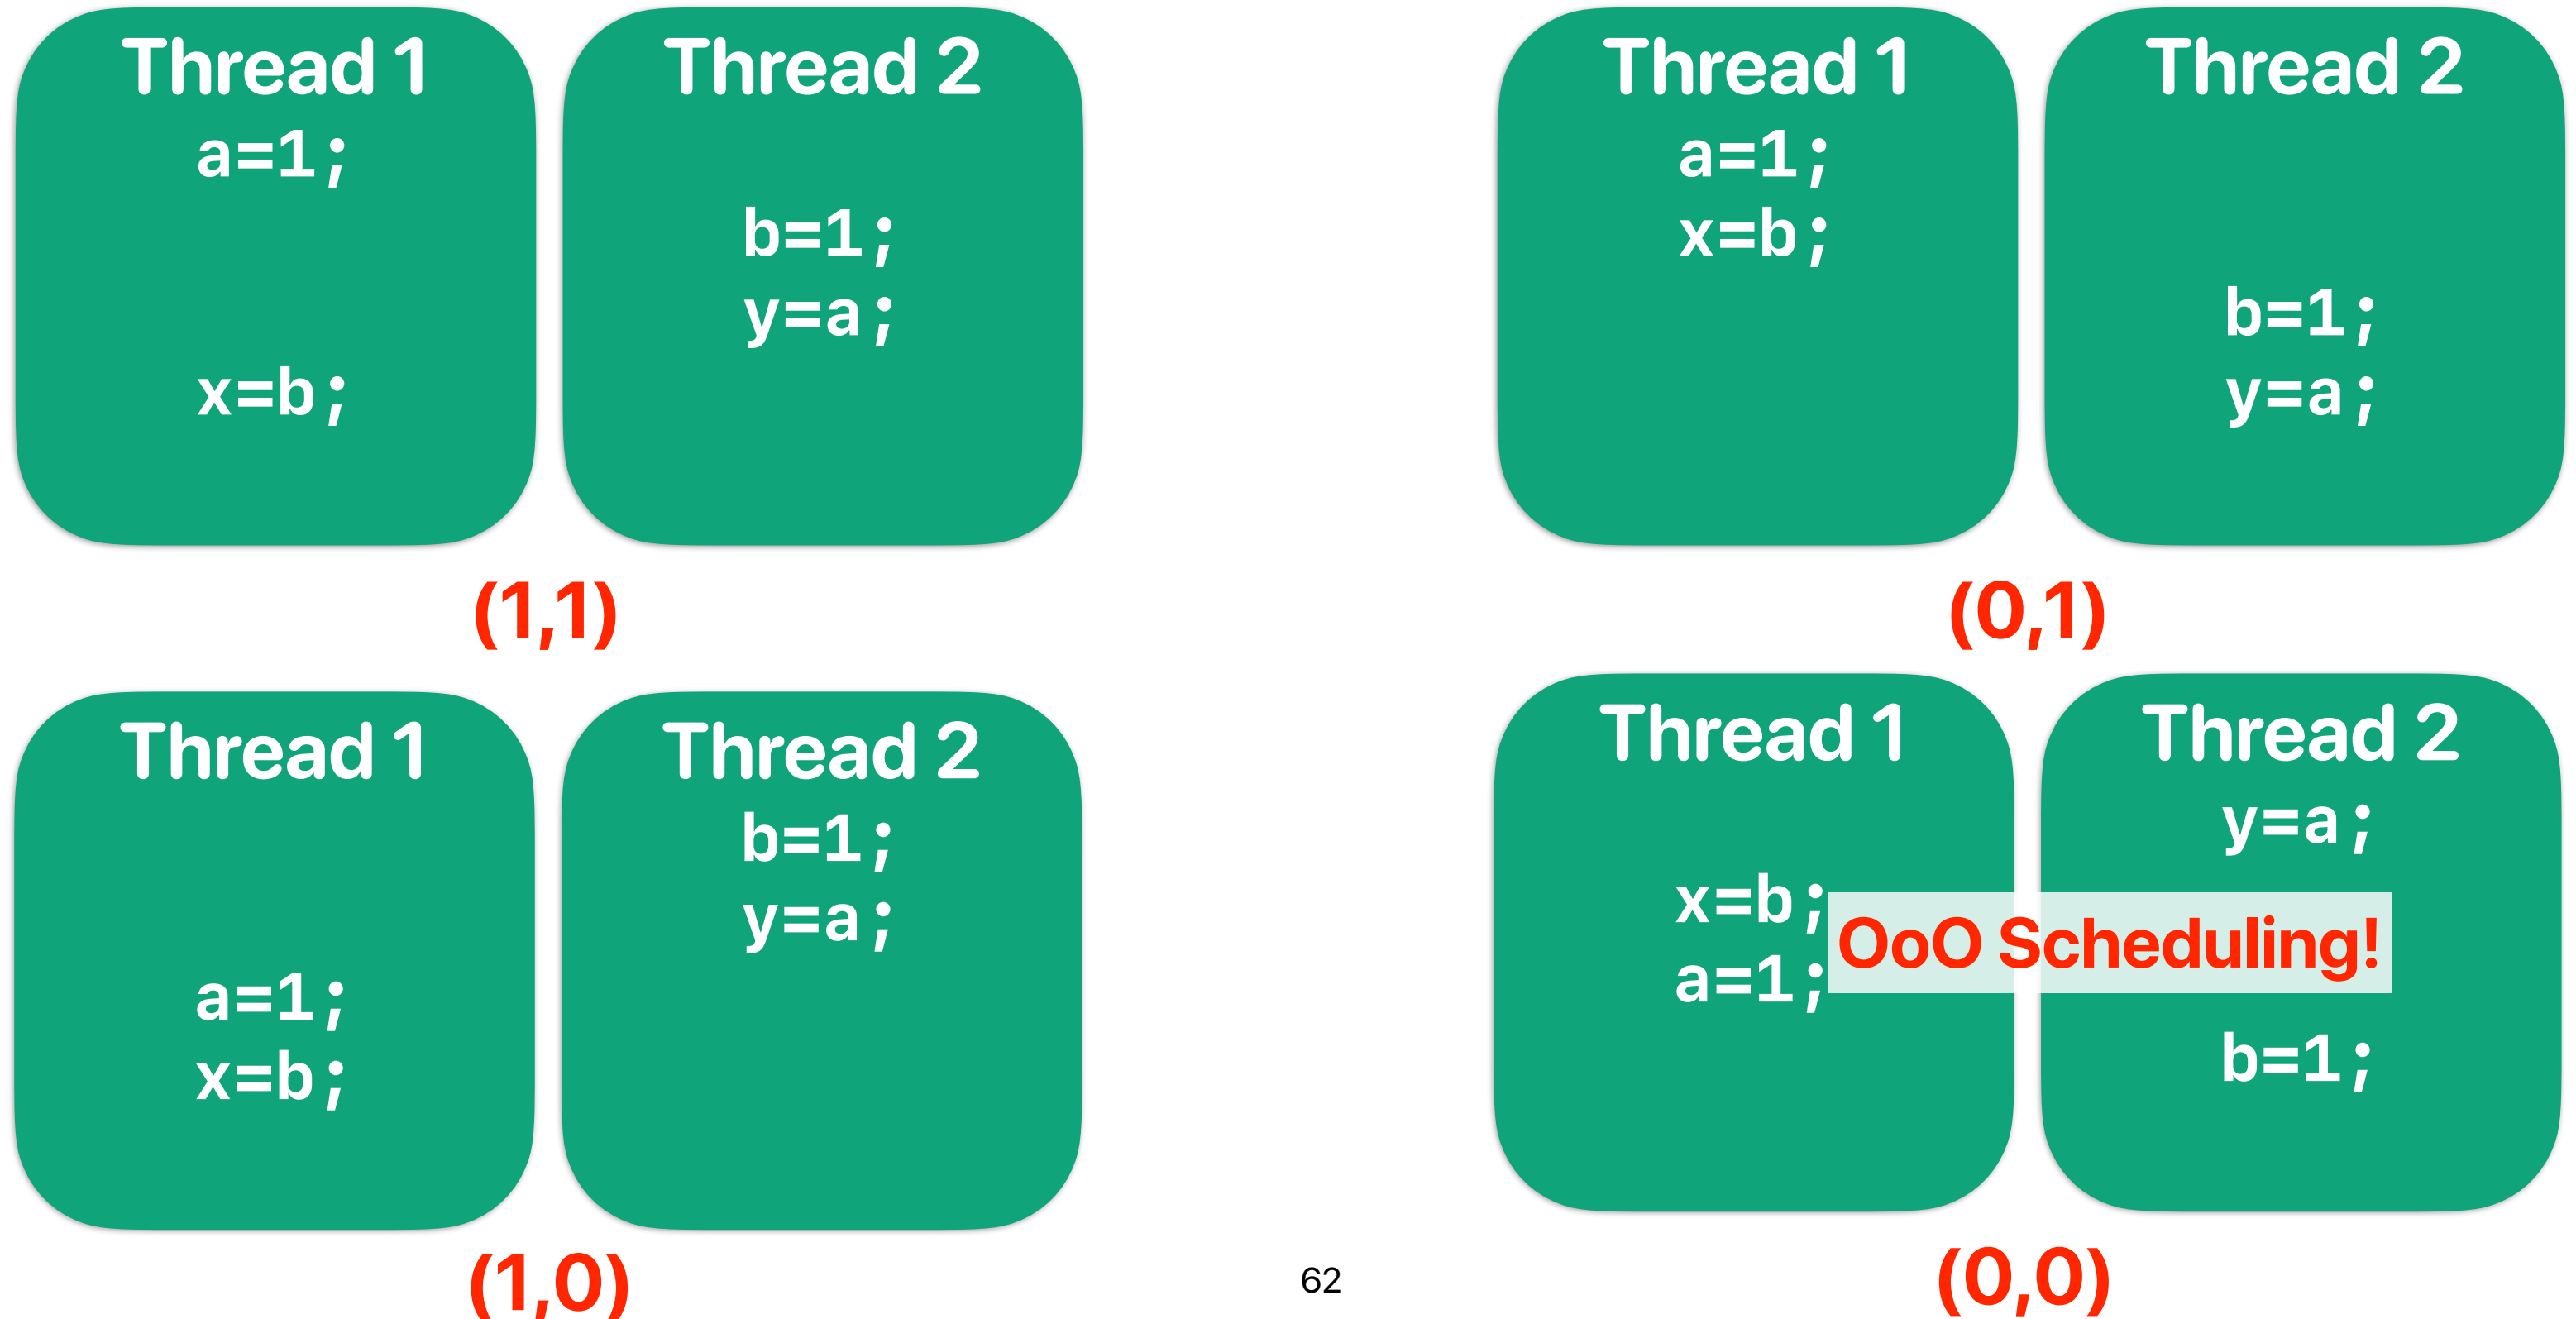 Thread 1
a=1;
x=b;
Thread 2
b=1;
y=a;
(1,1)
Thread 1
a=1;
x=b;
Thread 2
b=1;
y=a;
(0,1)
Thread 1
a=1;
x=b;
Thread 2
b=1;
y=a;
(1,0)
Thread 1
x=b;
a=1;
Thread 2
y=a;
OoO Scheduling!
b=1;
(0,0)
62